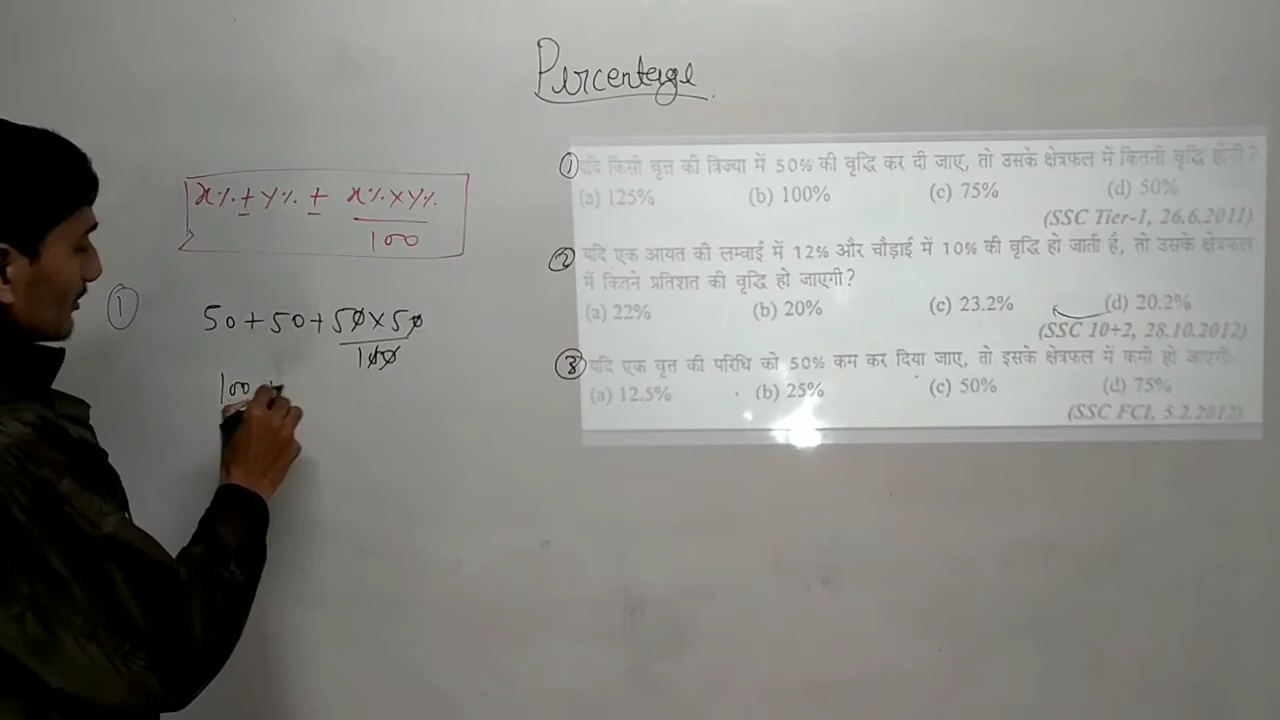 Percentage
x% ± y% ± x% × y%
100
① यदि किसी वृत्त की त्रिज्या में 50% की वृद्धि कर दी जाए, तो उसके क्षेत्रफल में कितनी वृद्धि होगी?
(a) 125% (b) 100% (c) 75% (d) 50%
(SSC Tier-1, 26.6.2011)
② यदि एक आयत की लम्बाई में 12% और चौड़ाई में 10% की वृद्धि हो जाती है, तो उसके क्षेत्रफल
में कितने प्रतिशत की वृद्धि हो जाएगी?
(a) 22% (b) 20% (c) 23.2% (d) 20.2%
(SSC 10+2, 28.10.2012)
③ यदि एक वृत्त की परिधि को 50% कम कर दिया जाए, तो इसके क्षेत्रफल में कमी हो जाएगी
(a) 12.5% (b) 25% (c) 50% (d) 75%
(SSC FCI, 5.2.2012)
① 50 + 50 + 50 × 50
100
100 +